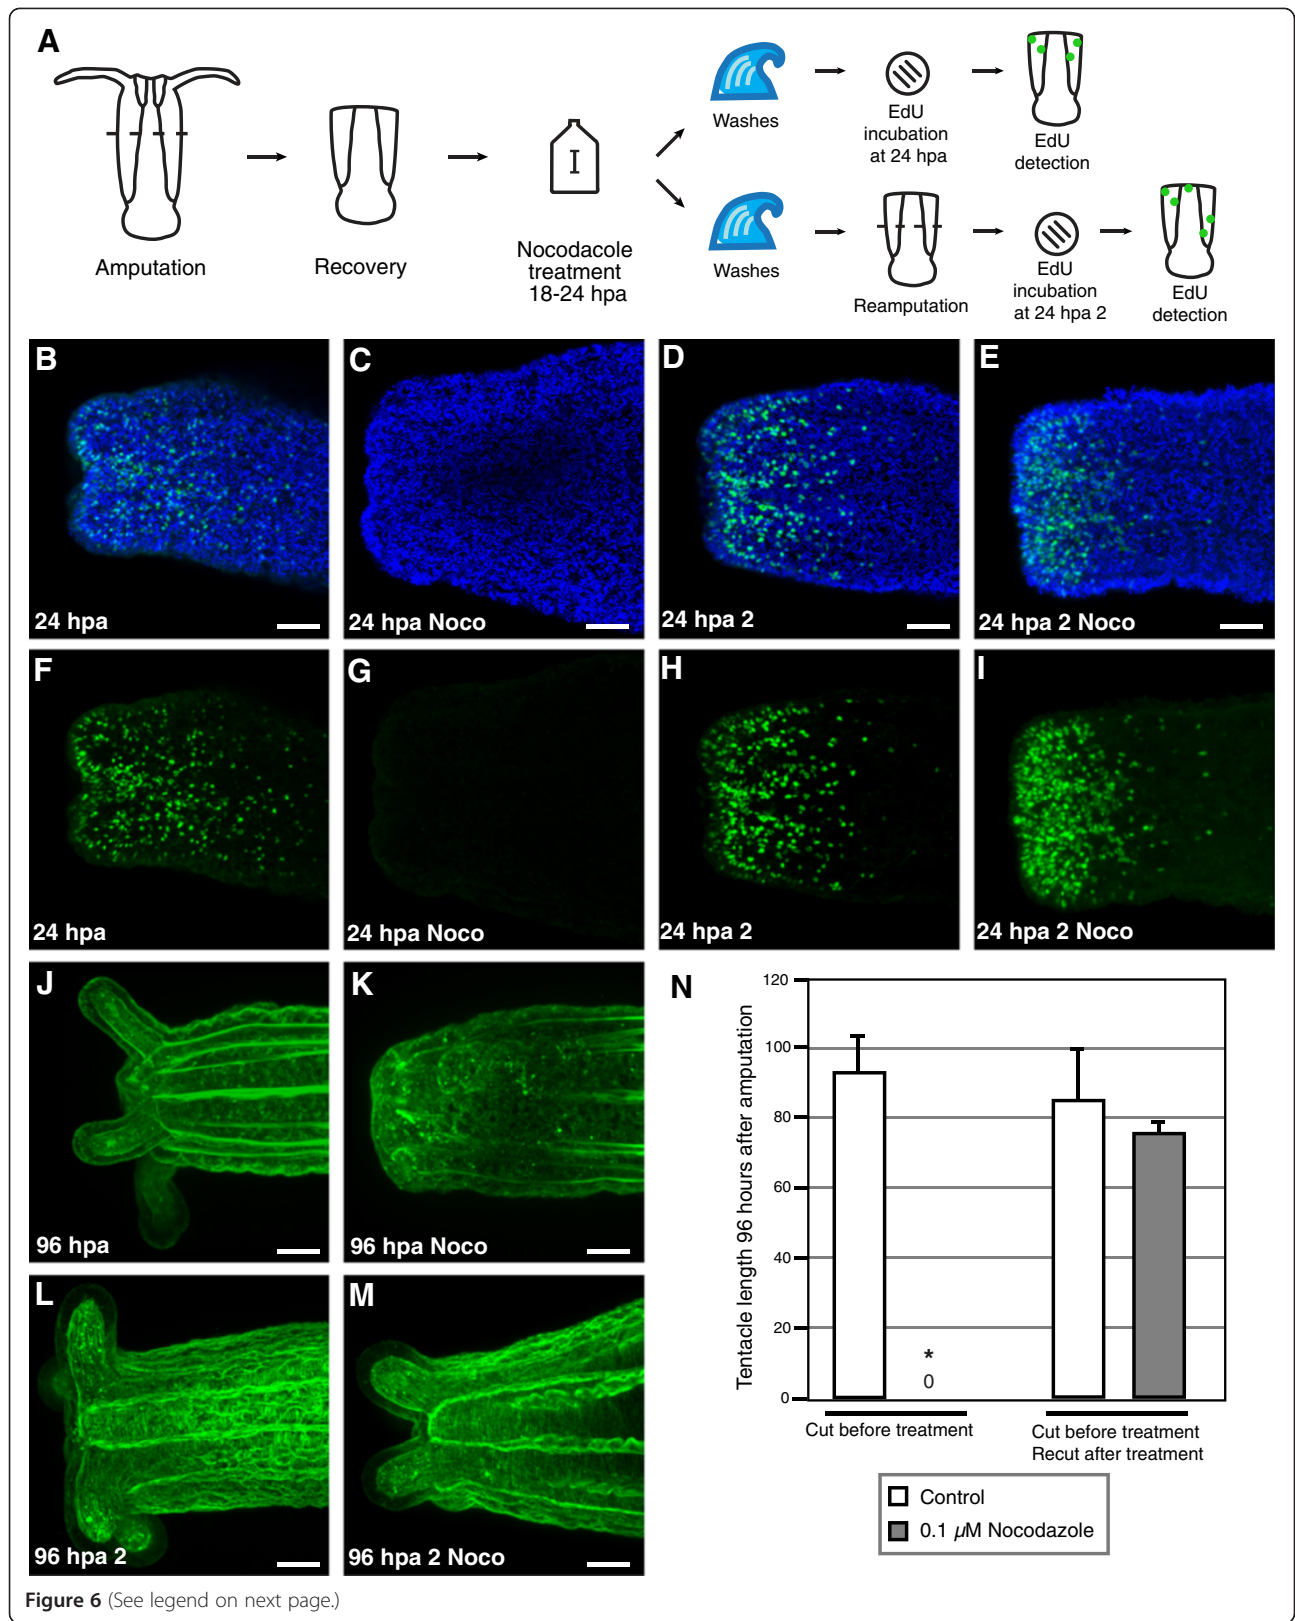 A
Amputation
Recovery
Nocodacole
treatment
18-24 hpa
Washes
EdU
incubation
at 24 hpa
EdU
detection
Washes
Reamputation
EdU
incubation
at 24 hpa 2
EdU
detection
B
24 hpa
C
24 hpa Noco
D
24 hpa 2
E
24 hpa 2 Noco
F
24 hpa
G
24 hpa Noco
H
24 hpa 2
I
24 hpa 2 Noco
J
96 hpa
K
96 hpa Noco
L
96 hpa 2
M
96 hpa 2 Noco
N
Tentacle length 96 hours after amputation
120
100
80
60
40
20
0
*
0
Cut before treatment
Cut before treatment
Recut after treatment
Control
0.1 µM Nocodazole
Figure 6 (See legend on next page.)